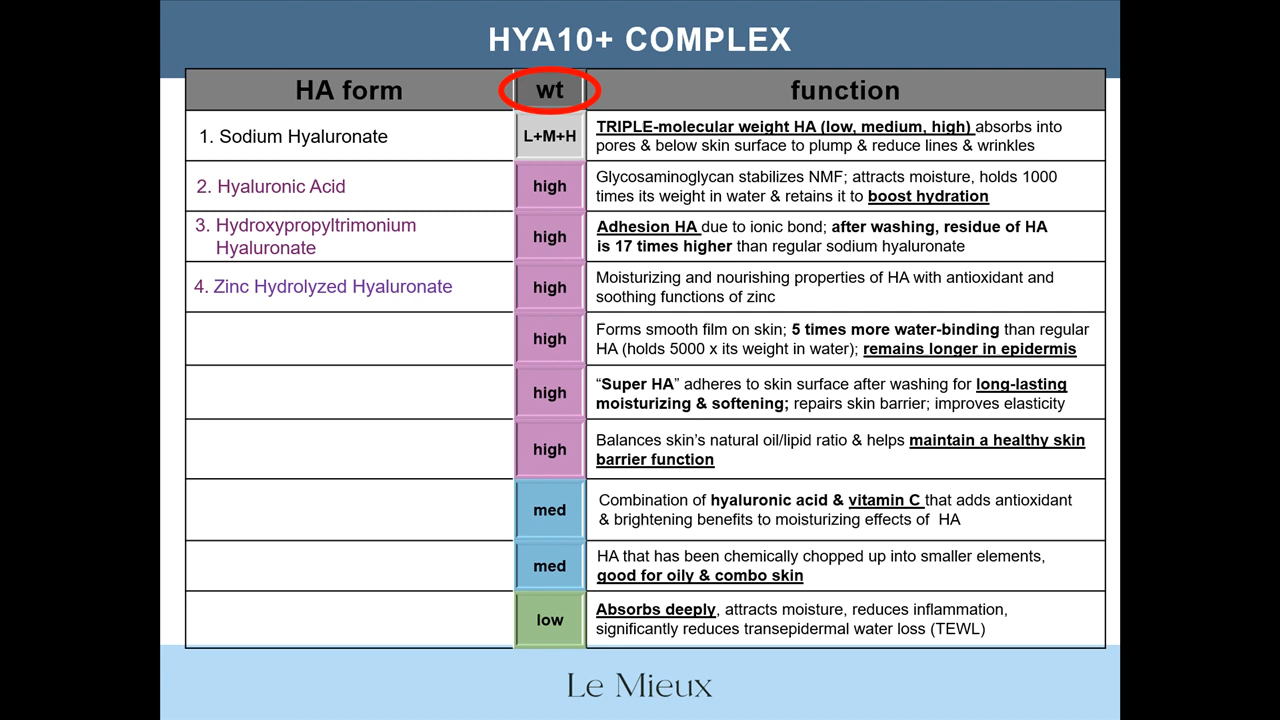 HYA10+ COMPLEX
HA form wt function
1. Sodium Hyaluronate L+M+H TRIPLE-molecular weight HA (low, medium, high) absorbs into
pores & below skin surface to plump & reduce lines & wrinkles
2. Hyaluronic Acid high Glycosaminoglycan stabilizes NMF; attracts moisture, holds 1000
times its weight in water & retains it to boost hydration
3. Hydroxypropyltrimonium
Hyaluronate high Adhesion HA due to ionic bond; after washing, residue of HA
is 17 times higher than regular sodium hyaluronate
4. Zinc Hydrolyzed Hyaluronate high Moisturizing and nourishing properties of HA with antioxidant and
soothing functions of zinc
high Forms smooth film on skin; 5 times more water-binding than regular
HA (holds 5000 x its weight in water); remains longer in epidermis
high “Super HA” adheres to skin surface after washing for long-lasting
moisturizing & softening; repairs skin barrier; improves elasticity
high Balances skin’s natural oil/lipid ratio & helps maintain a healthy skin
barrier function
med Combination of hyaluronic acid & vitamin C that adds antioxidant
& brightening benefits to moisturizing effects of HA
med HA that has been chemically chopped up into smaller elements,
good for oily & combo skin
low Absorbs deeply, attracts moisture, reduces inflammation,
significantly reduces transepidermal water loss (TEWL)
Le Mieux